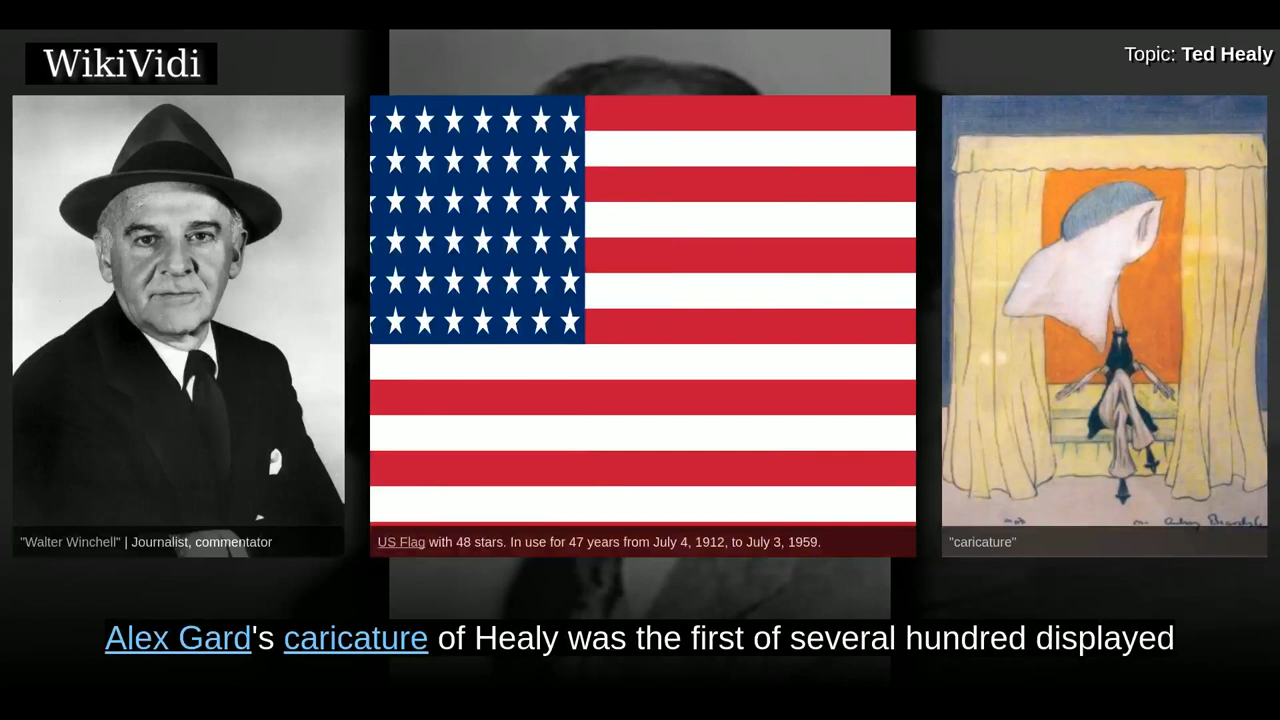 WikiVidi
Topic: Ted Healy
"Walter Winchell" | Journalist, commentator
US Flag with 48 stars. In use for 47 years from July 4, 1912, to July 3, 1959.
"caricature"
Alex Gard's caricature of Healy was the first of several hundred displayed